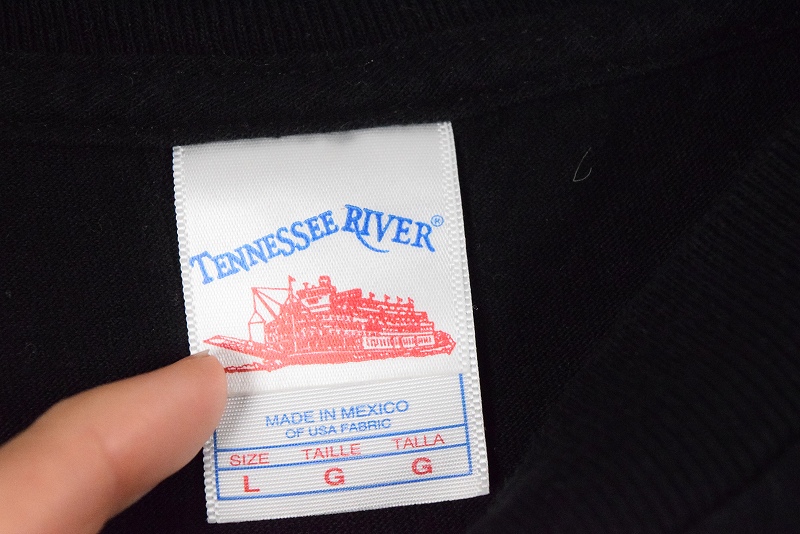 TENNESSEE RIVER®
MADE IN MEXICO
OF USA FABRIC
SIZE TAILLE TALLA
L G G